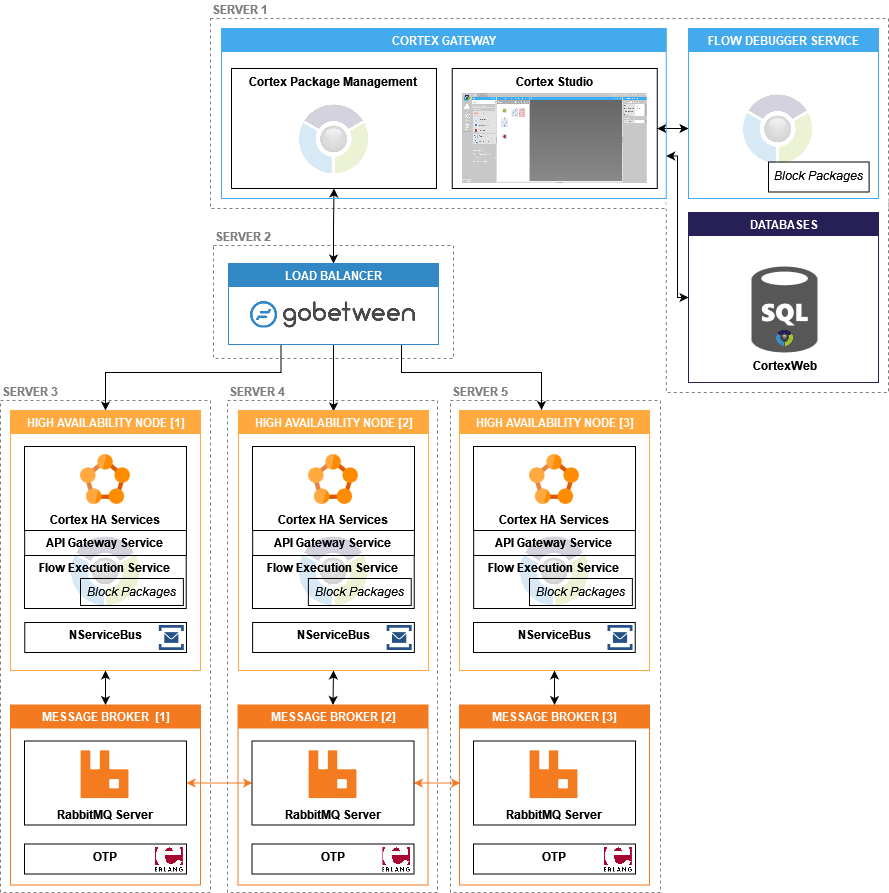 SERVER 1
CORTEX GATEWAY
FLOW DEBUGGER SERVICE
Cortex Package Management
Cortex Studio
Block Packages
DATABASES
SQL
CortexWeb
SERVER 2
LOAD BALANCER
gobetween
SERVER 3
SERVER 4
SERVER 5
HIGH AVAILABILITY NODE [1]
HIGH AVAILABILITY NODE [2]
HIGH AVAILABILITY NODE [3]
Cortex HA Services
Cortex HA Services
Cortex HA Services
API Gateway Service
API Gateway Service
API Gateway Service
Flow Execution Service
Flow Execution Service
Flow Execution Service
Block Packages
Block Packages
Block Packages
NServiceBus
NServiceBus
NServiceBus
MESSAGE BROKER [1]
MESSAGE BROKER [2]
MESSAGE BROKER [3]
RabbitMQ Server
RabbitMQ Server
RabbitMQ Server
OTP
ERLANG
OTP
ERLANG
OTP
ERLANG